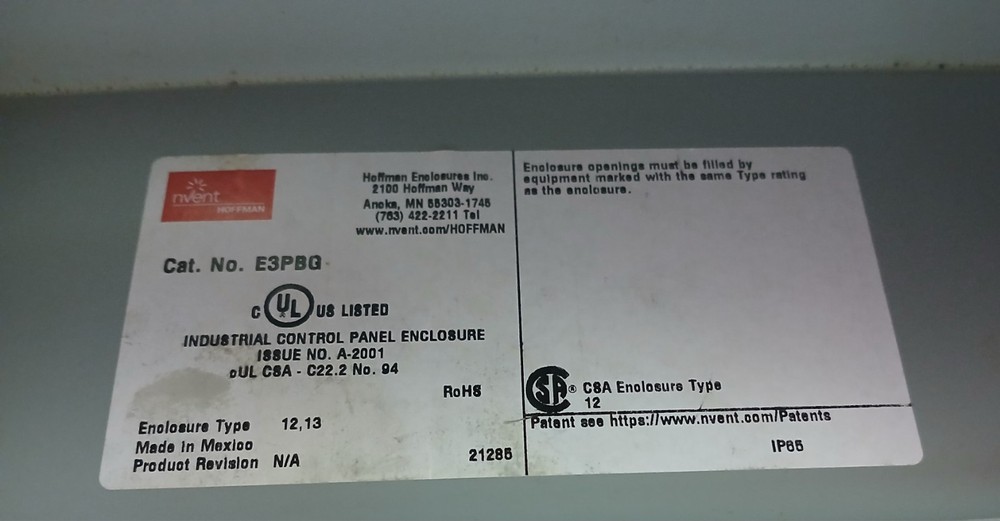 nvent
HOFFMAN
Hoffman Enclosures Inc.
2100 Hoffman Way
Anoka, MN 55303-1745
(763) 422-2211 Tel
www.nvent.com/HOFFMAN
Cat. No. E3PBG
C UL US LISTED
INDUSTRIAL CONTROL PANEL ENCLOSURE
ISSUE NO. A-2001
cUL CSA - C22.2 No. 94
RoHS
Enclosure Type 12,13
Made in Mexico
Product Revision N/A
21285
Enclosure openings must be filled by
equipment marked with the same Type rating
as the enclosure.
CSA ® CSA Enclosure Type
12
Patent see https://www.nvent.com/Patents
IP65